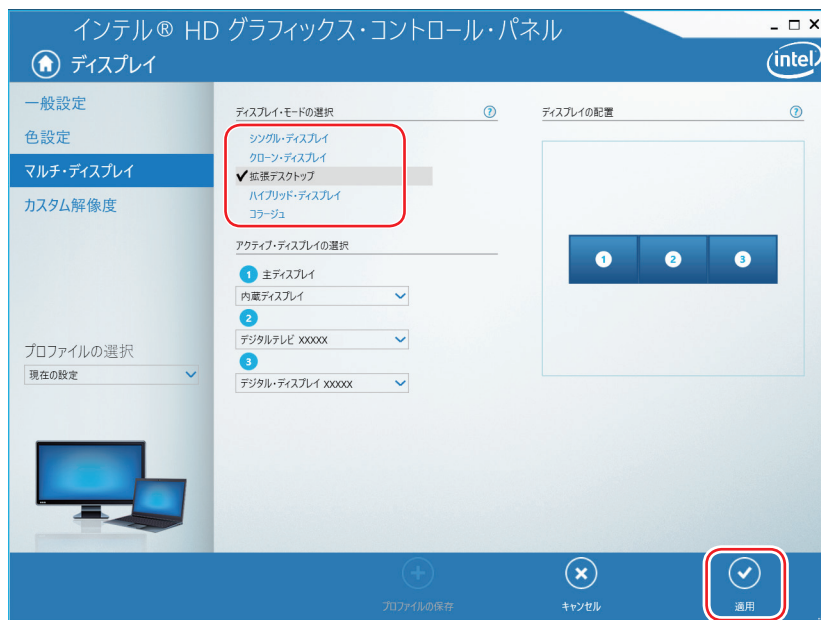 インテル® HD グラフィックス・コントロール・パネル
ディスプレイ
intel
一般設定
色設定
マルチ・ディスプレイ
カスタム解像度
プロファイルの選択
現在の設定
ディスプレイ・モードの選択
?
シングル・ディスプレイ
クローン・ディスプレイ
拡張デスクトップ
ハイブリッド・ディスプレイ
コラージュ
アクティブ・ディスプレイの選択
1 主ディスプレイ
内蔵ディスプレイ
2
デジタルテレビ xxxxx
3
デジタル・ディスプレイ xxxxx
ディスプレイの配置
?
1 2 3
プロファイルの保存
キャンセル
適用